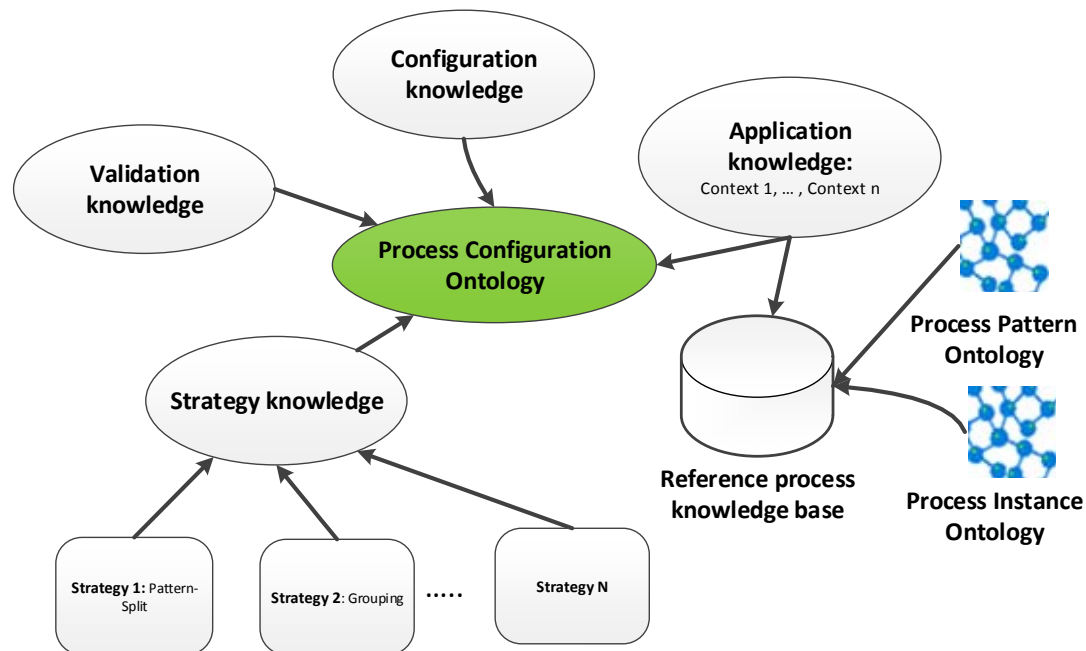 Configuration
knowledge
Application
knowledge:
Context 1, … , Context n
Validation
knowledge
Process Configuration
Ontology
Process Pattern
Ontology
Strategy knowledge
Reference process
knowledge base
Process Instance
Ontology
Strategy 1: Pattern-
Split
Strategy 2: Grouping
.....
Strategy N